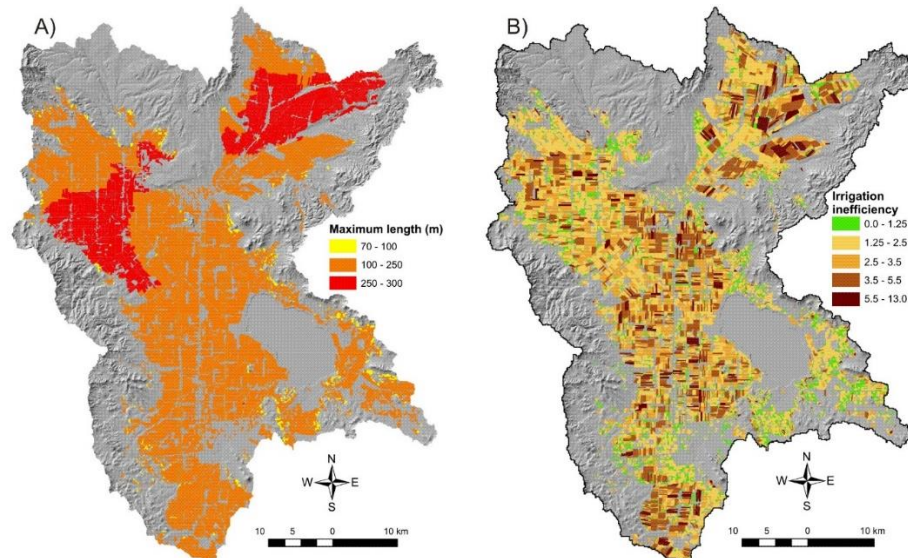 A)
Maximum length (m)
70 - 100
100 - 250
250 - 300
N
W E
S
10 5 0 10 km
B)
Irrigation
inefficiency
0.0 - 1.25
1.25 - 2.5
2.5 - 3.5
3.5 - 5.5
5.5 - 13.0
N
W E
S
10 5 0 10 km